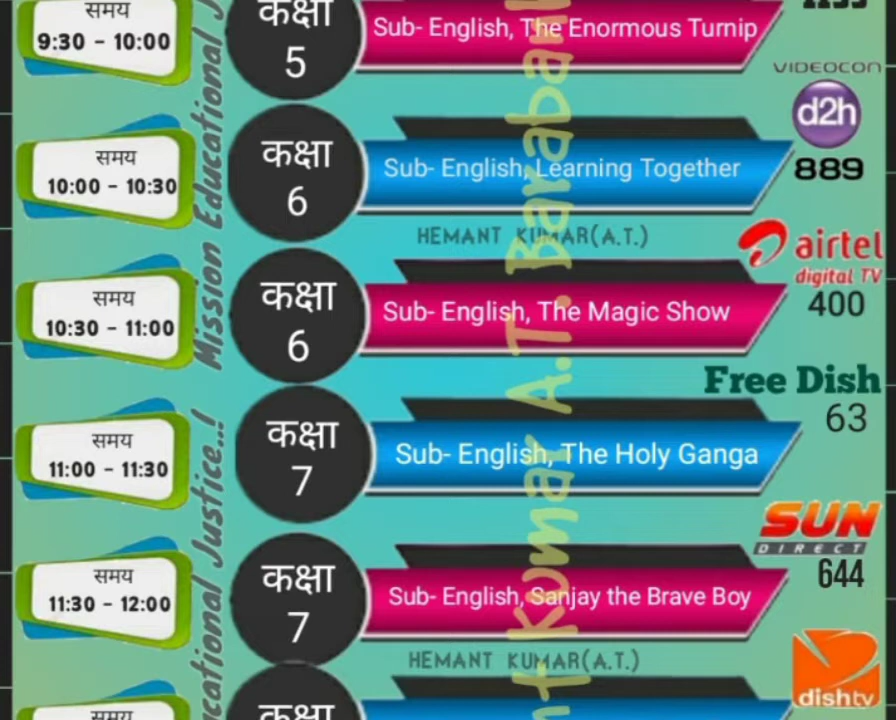 समय
9:30 - 10:00
कक्षा
5
Sub- English, The Enormous Turnip
VIDEOCON
d2h
889
समय
10:00 - 10:30
कक्षा
6
Sub- English, Learning Together
HEMANT KUMAR(A.T.)
airtel
digital TV
400
समय
10:30 - 11:00
कक्षा
6
Sub- English, The Magic Show
Free Dish
63
समय
11:00 - 11:30
कक्षा
7
Sub- English, The Holy Ganga
SUN
DIRECT
644
समय
11:30 - 12:00
कक्षा
7
Sub- English, Sanjay the Brave Boy
HEMANT KUMAR(A.T.)
dishtv
समय
कक्षा
Mission Educational
Justice...!
Kumar A.T. Barabank